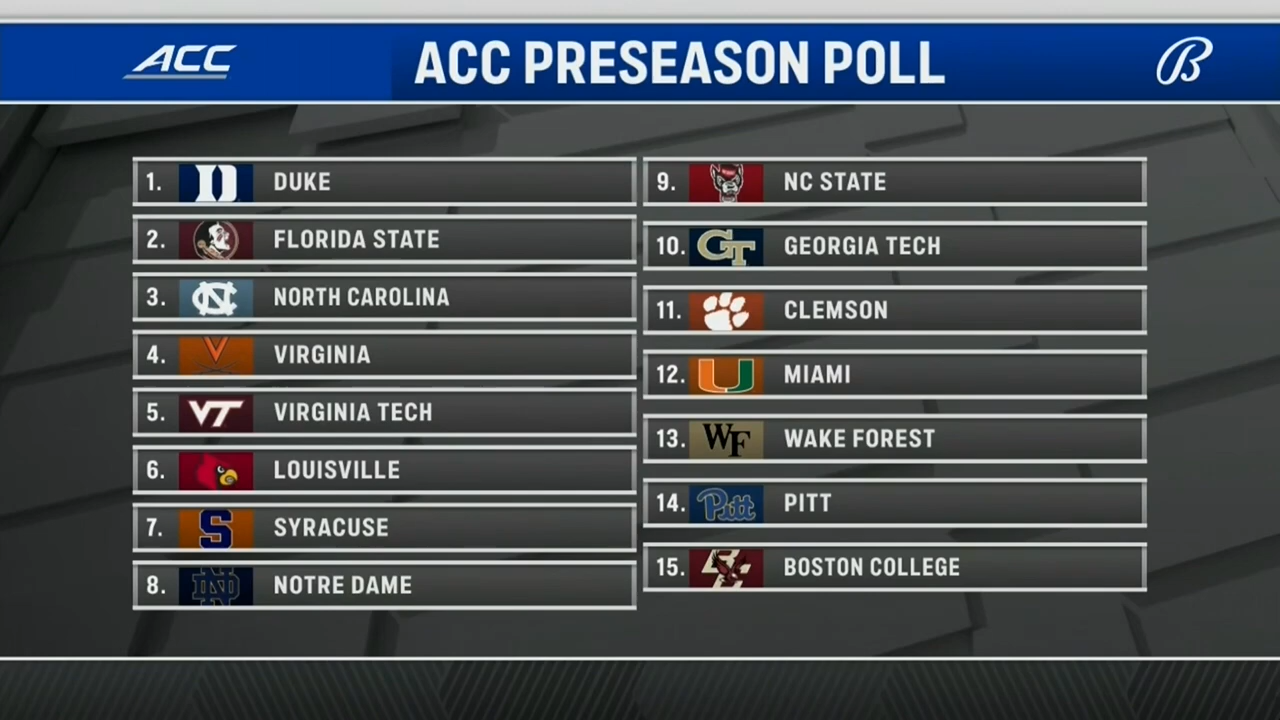 ACC
ACC PRESEASON POLL
B
1. D DUKE
2. FLORIDA STATE
3. NC NORTH CAROLINA
4. V VIRGINIA
5. VT VIRGINIA TECH
6. LOUISVILLE
7. S SYRACUSE
8. ND NOTRE DAME
9. NC STATE
10. GT GEORGIA TECH
11. CLEMSON
12. U MIAMI
13. WF WAKE FOREST
14. Pitt PITT
15. BC BOSTON COLLEGE